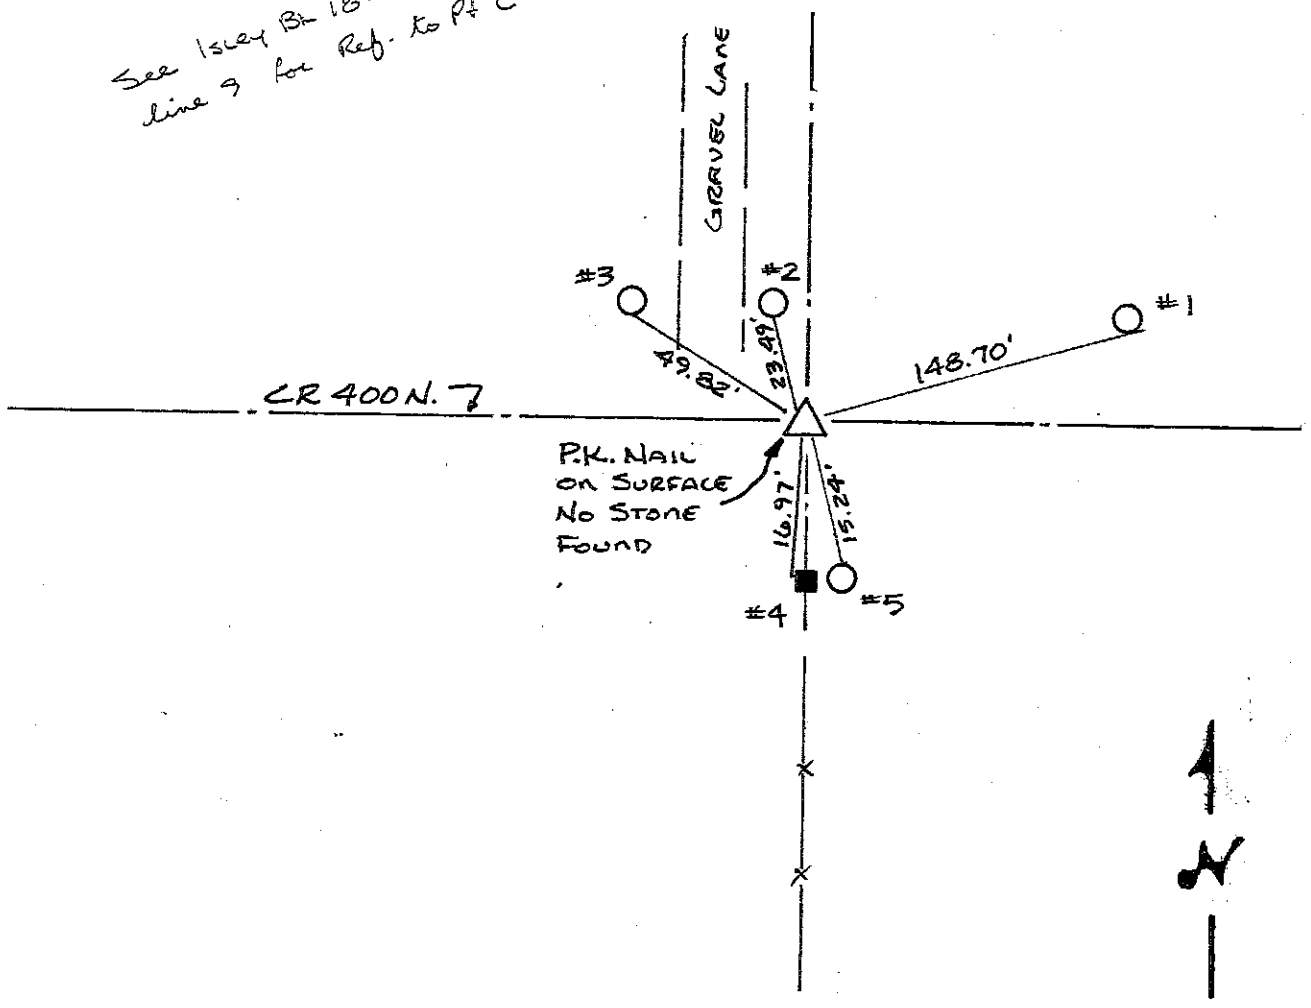 See Isley Bk 18
line 9 for Ref. to Pt C
GRAVEL LANE
#3
#2
#1
49.82'
23.49'
148.70'
CR 400 N.
P.K. NAIL
ON SURFACE
NO STONE
FOUND
16.97'
15.24'
#4
#5
N